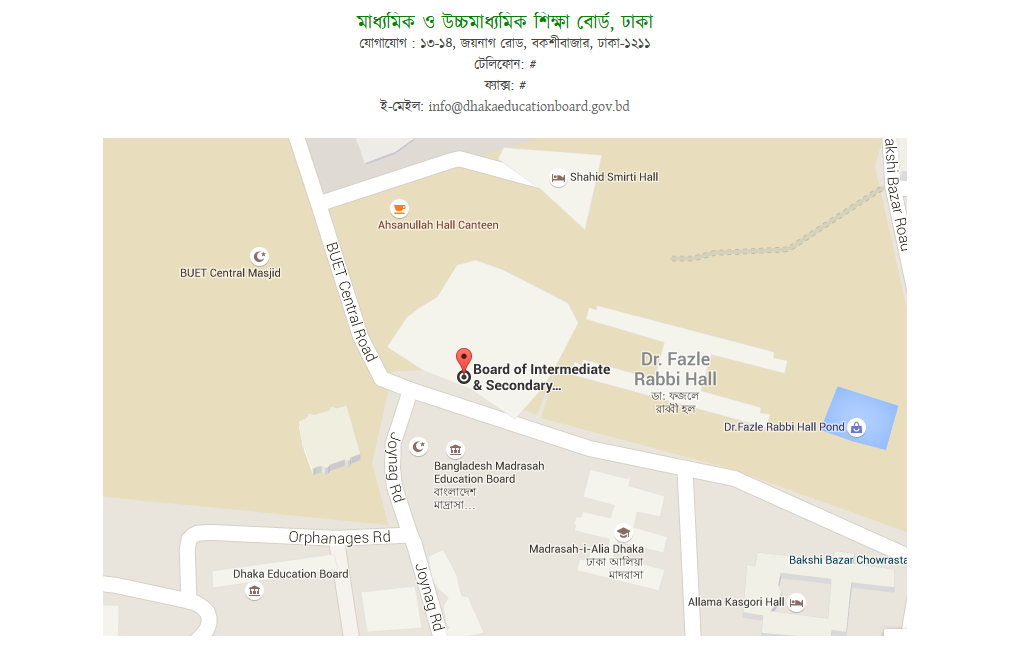 মাধ্যমিক ও উচ্চমাধ্যমিক শিক্ষা বোর্ড, ঢাকা
যোগাযোগ : ১৩-১৪, জয়নাগ রোড, বকশীবাজার, ঢাকা-১২১১
টেলিফোন: #
ফ্যাক্স: #
ই-মেইল: info@dhakaeducationboard.gov.bd
Shahid Smirti Hall
akshi Bazar Road
Ahsanullah Hall Canteen
BUET Central Masjid
BUET Central Road
Board of Intermediate
& Secondary...
Dr. Fazle
Rabbi Hall
ডা: ফজলে
রাব্বী হল
Dr.Fazle Rabbi Hall Pond
Joynag Rd
Bangladesh Madrasah
Education Board
বাংলাদেশ
মাদ্রাসা...
Orphanages Rd
Madrasah-i-Alia Dhaka
ঢাকা আলিয়া
মাদরাসা
Bakshi Bazar Chowrasta
Dhaka Education Board
Joynag Rd
Allama Kasgori Hall